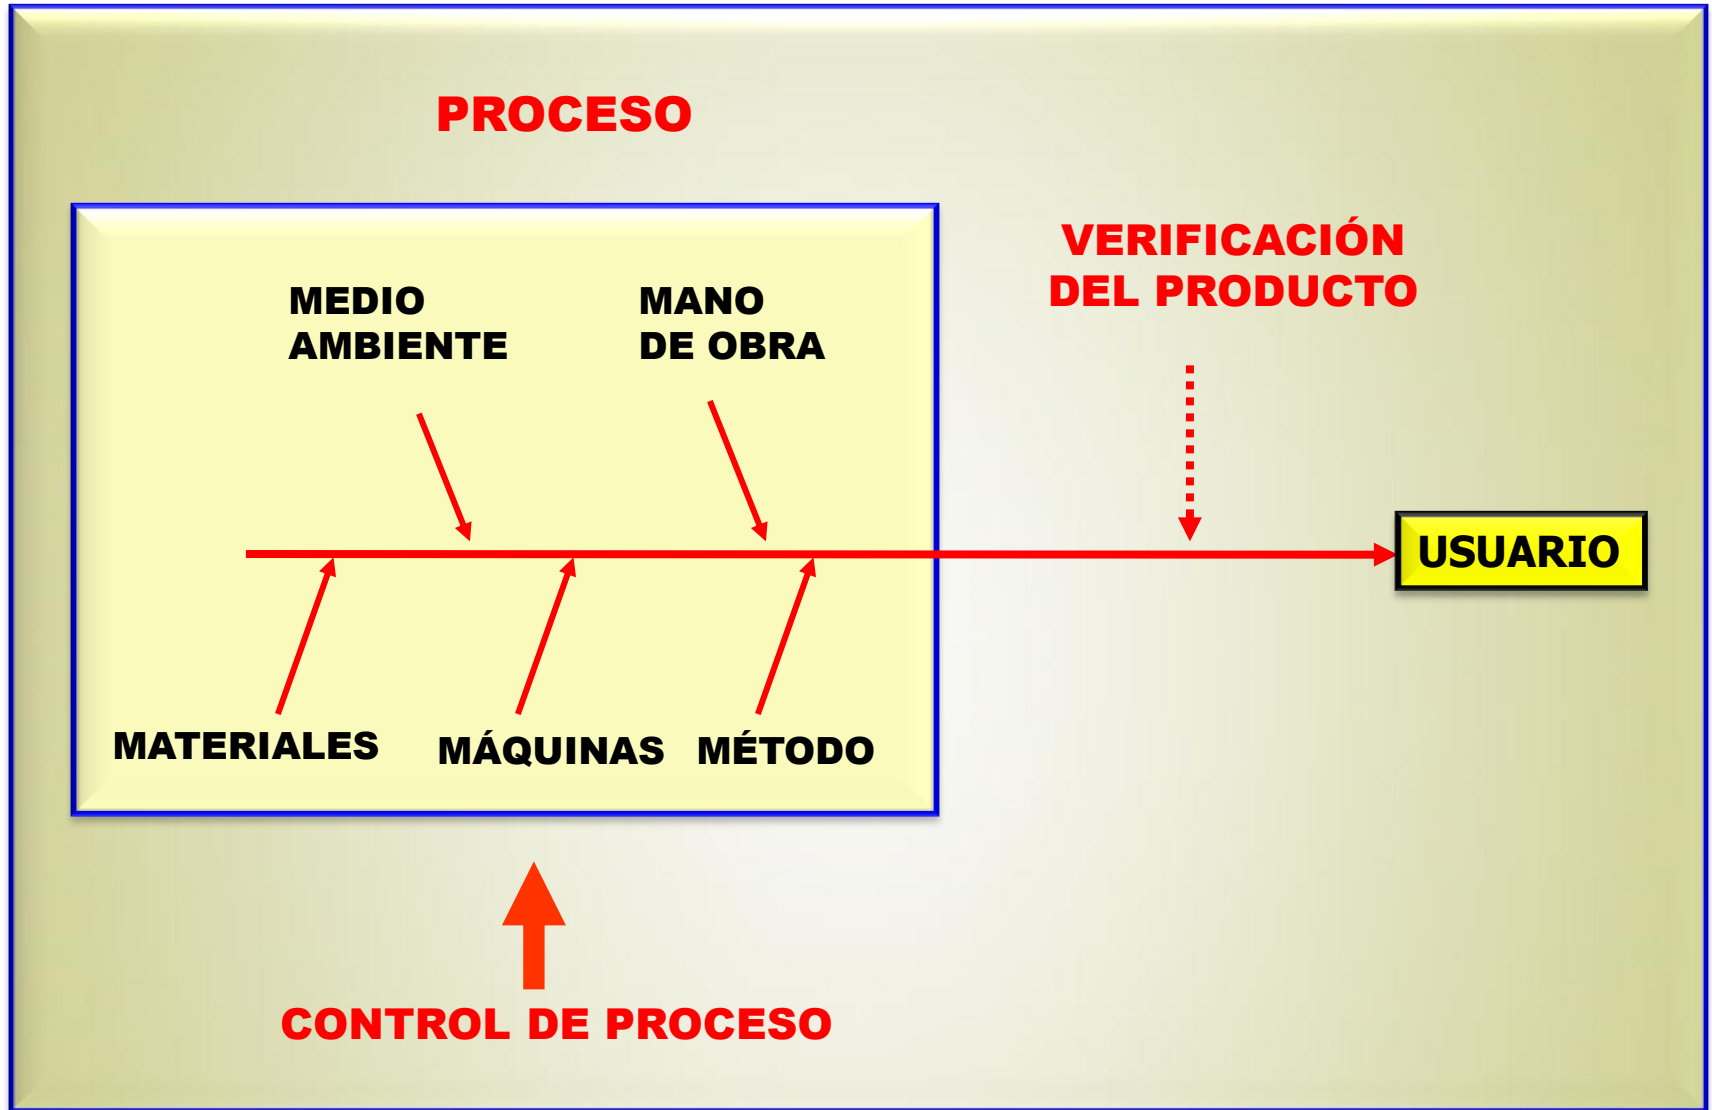 PROCESO
VERIFICACIÓN
DEL PRODUCTO
MEDIO
AMBIENTE
MANO
DE OBRA
USUARIO
MATERIALES
MÁQUINAS
MÉTODO
CONTROL DE PROCESO